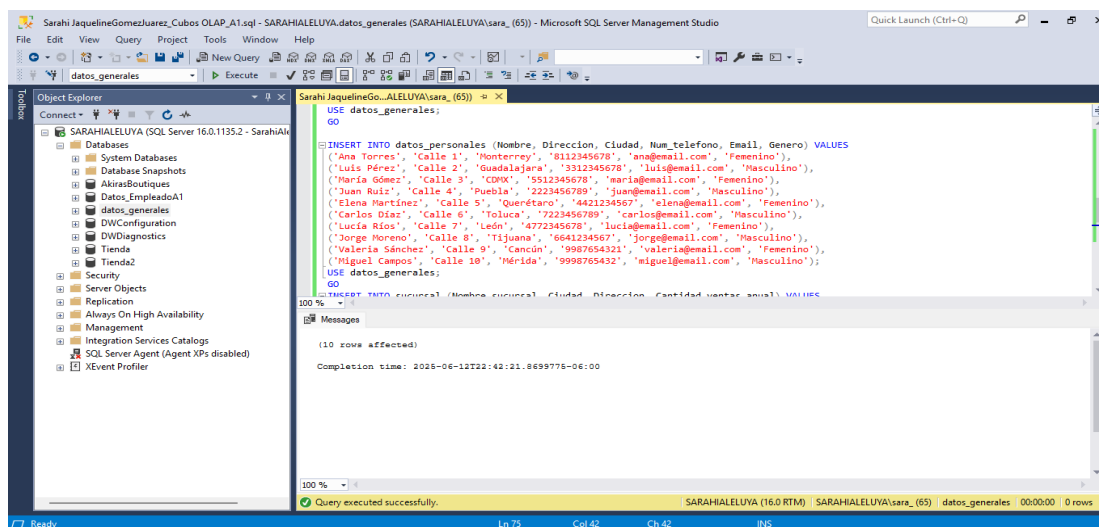 Sarahi JaquelineGomezJuarez_Cubos OLAP_A1.sql - SARAHIALELUYA.datos_generales (SARAHIALELUYA\sara_ (65)) - Microsoft SQL Server Management Studio
Quick Launch (Ctrl+Q)
File Edit View Query Project Tools Window Help
New Query
datos_generales
Execute
Toolbox
Object Explorer
Connect
SARAHIALELUYA (SQL Server 16.0.1135.2 - SarahiAle
Databases
System Databases
Database Snapshots
AkirasBoutiques
Datos_EmpleadoA1
datos_generales
DWConfiguration
DWDiagnostics
Tienda
Tienda2
Security
Server Objects
Replication
Always On High Availability
Management
Integration Services Catalogs
SQL Server Agent (Agent XPs disabled)
XEvent Profiler
Sarahi JaquelineGo...ALELUYA\sara_ (65))
USE datos_generales;
GO
INSERT INTO datos_personales (Nombre, Direccion, Ciudad, Num_telefono, Email, Genero) VALUES
('Ana Torres', 'Calle 1', 'Monterrey', '8112345678', 'ana@email.com', 'Femenino'),
('Luis Pérez', 'Calle 2', 'Guadalajara', '3312345678', 'luis@email.com', 'Masculino'),
('María Gómez', 'Calle 3', 'CDMX', '5512345678', 'maria@email.com', 'Femenino'),
('Juan Ruiz', 'Calle 4', 'Puebla', '2223456789', 'juan@email.com', 'Masculino'),
('Elena Martínez', 'Calle 5', 'Querétaro', '4421234567', 'elena@email.com', 'Femenino'),
('Carlos Díaz', 'Calle 6', 'Toluca', '7223456789', 'carlos@email.com', 'Masculino'),
('Lucía Ríos', 'Calle 7', 'León', '4772345678', 'lucia@email.com', 'Femenino'),
('Jorge Moreno', 'Calle 8', 'Tijuana', '6641234567', 'jorge@email.com', 'Masculino'),
('Valeria Sánchez', 'Calle 9', 'Cancún', '9987654321', 'valeria@email.com', 'Femenino'),
('Miguel Campos', 'Calle 10', 'Mérida', '9998765432', 'miguel@email.com', 'Masculino');
USE datos_generales;
GO
INSERT INTO sucursal (Nombre_sucursal, Ciudad, Direccion, Cantidad_ventas_anual) VALUES
100 %
Messages
(10 rows affected)
Completion time: 2025-06-12T22:42:21.8699775-06:00
100 %
Query executed successfully.
SARAHIALELUYA (16.0 RTM) SARAHIALELUYA\sara_ (65) datos_generales 00:00:00 0 rows
Ready Ln 75 Col 42 Ch 42 INS